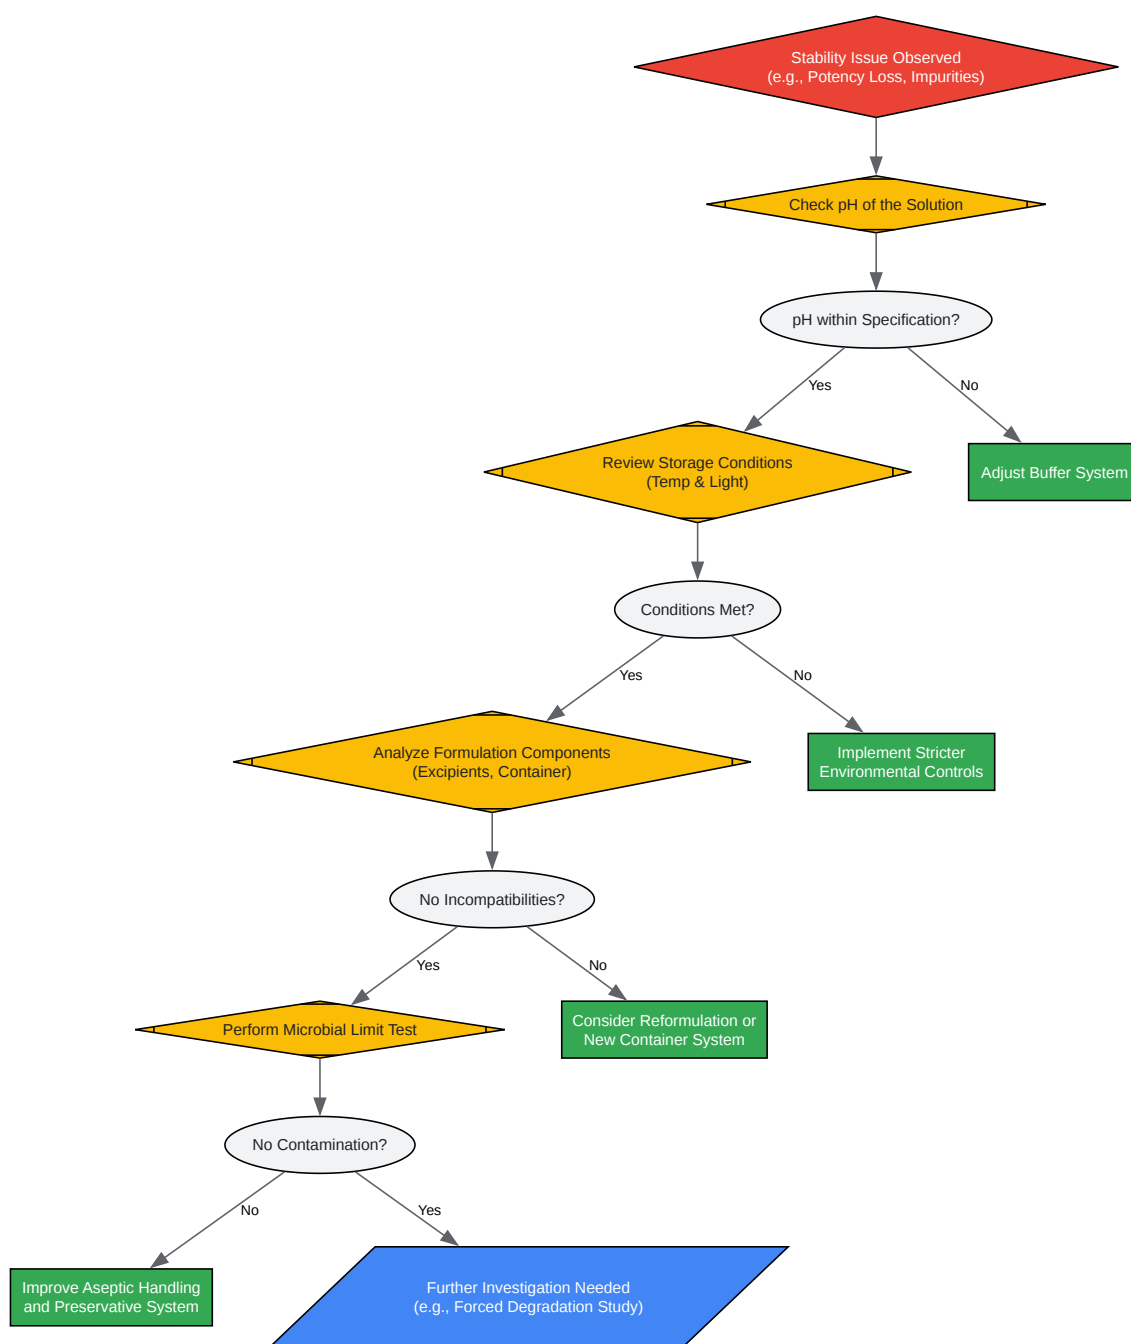 Stability Issue Observed
(e.g., Potency Loss, Impurities)
Check pH of the Solution
pH within Specification?
Yes
No
Review Storage Conditions
(Temp & Light)
Adjust Buffer System
Conditions Met?
Yes
No
Analyze Formulation Components
(Excipients, Container)
Implement Stricter
Environmental Controls
No Incompatibilities?
Yes
No
Perform Microbial Limit Test
Consider Reformulation or
New Container System
No Contamination?
No
Yes
Improve Aseptic Handling
and Preservative System
Further Investigation Needed
(e.g., Forced Degradation Study)